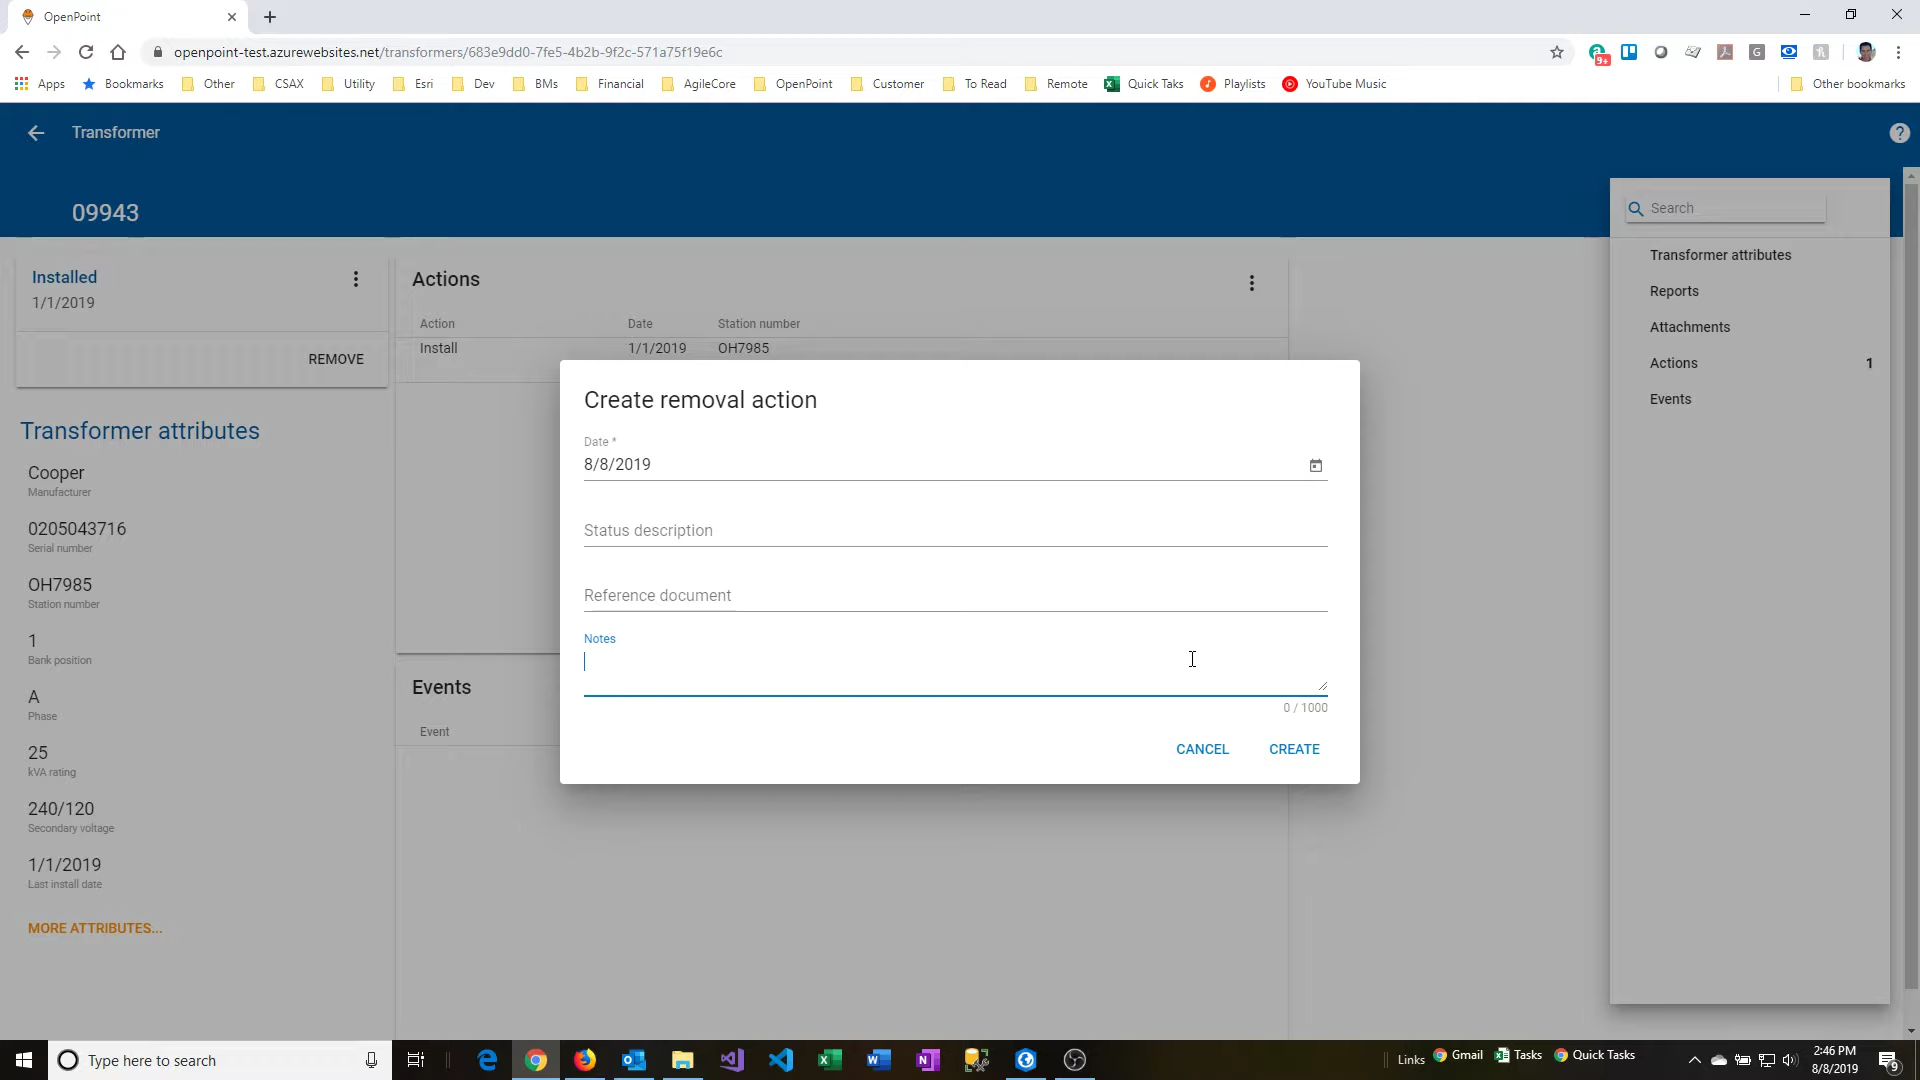 OpenPoint
openpoint-test.azurewebsites.net/transformers/683e9dd0-7fe5-4b2b-9f2c-571a75f19e6c
9+
G
Apps Bookmarks Other CSAX Utility Esri Dev BMs Financial AgileCore OpenPoint Customer To Read Remote Quick Taks Playlists YouTube Music Other bookmarks
Transformer
?
09943
Search
Installed
1/1/2019
REMOVE
Actions
Action Date Station number
Install 1/1/2019 OH7985
Transformer attributes
Reports
Attachments
Actions 1
Events
Create removal action
Date *
8/8/2019
Status description
Reference document
Notes
0 / 1000
CANCEL CREATE
Transformer attributes
Cooper
Manufacturer
0205043716
Serial number
OH7985
Station number
1
Bank position
A
Phase
25
kVA rating
240/120
Secondary voltage
1/1/2019
Last install date
MORE ATTRIBUTES...
Events
Event
Type here to search
Links Gmail Tasks Quick Tasks
2:46 PM
8/8/2019
9